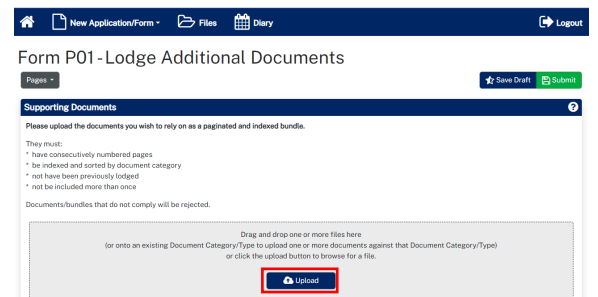 New Application/Form Files Diary Logout
Form P01 - Lodge Additional Documents
Pages Save Draft Submit
Supporting Documents ?
Please upload the documents you wish to rely on as a paginated and indexed bundle.
They must:
* have consecutively numbered pages
* be indexed and sorted by document category
* not have been previously lodged
* not be included more than once
Documents/bundles that do not comply will be rejected.
Drag and drop one or more files here
(or onto an existing Document Category/Type to upload one or more documents against that Document Category/Type)
or click the upload button to browse for a file.
Upload